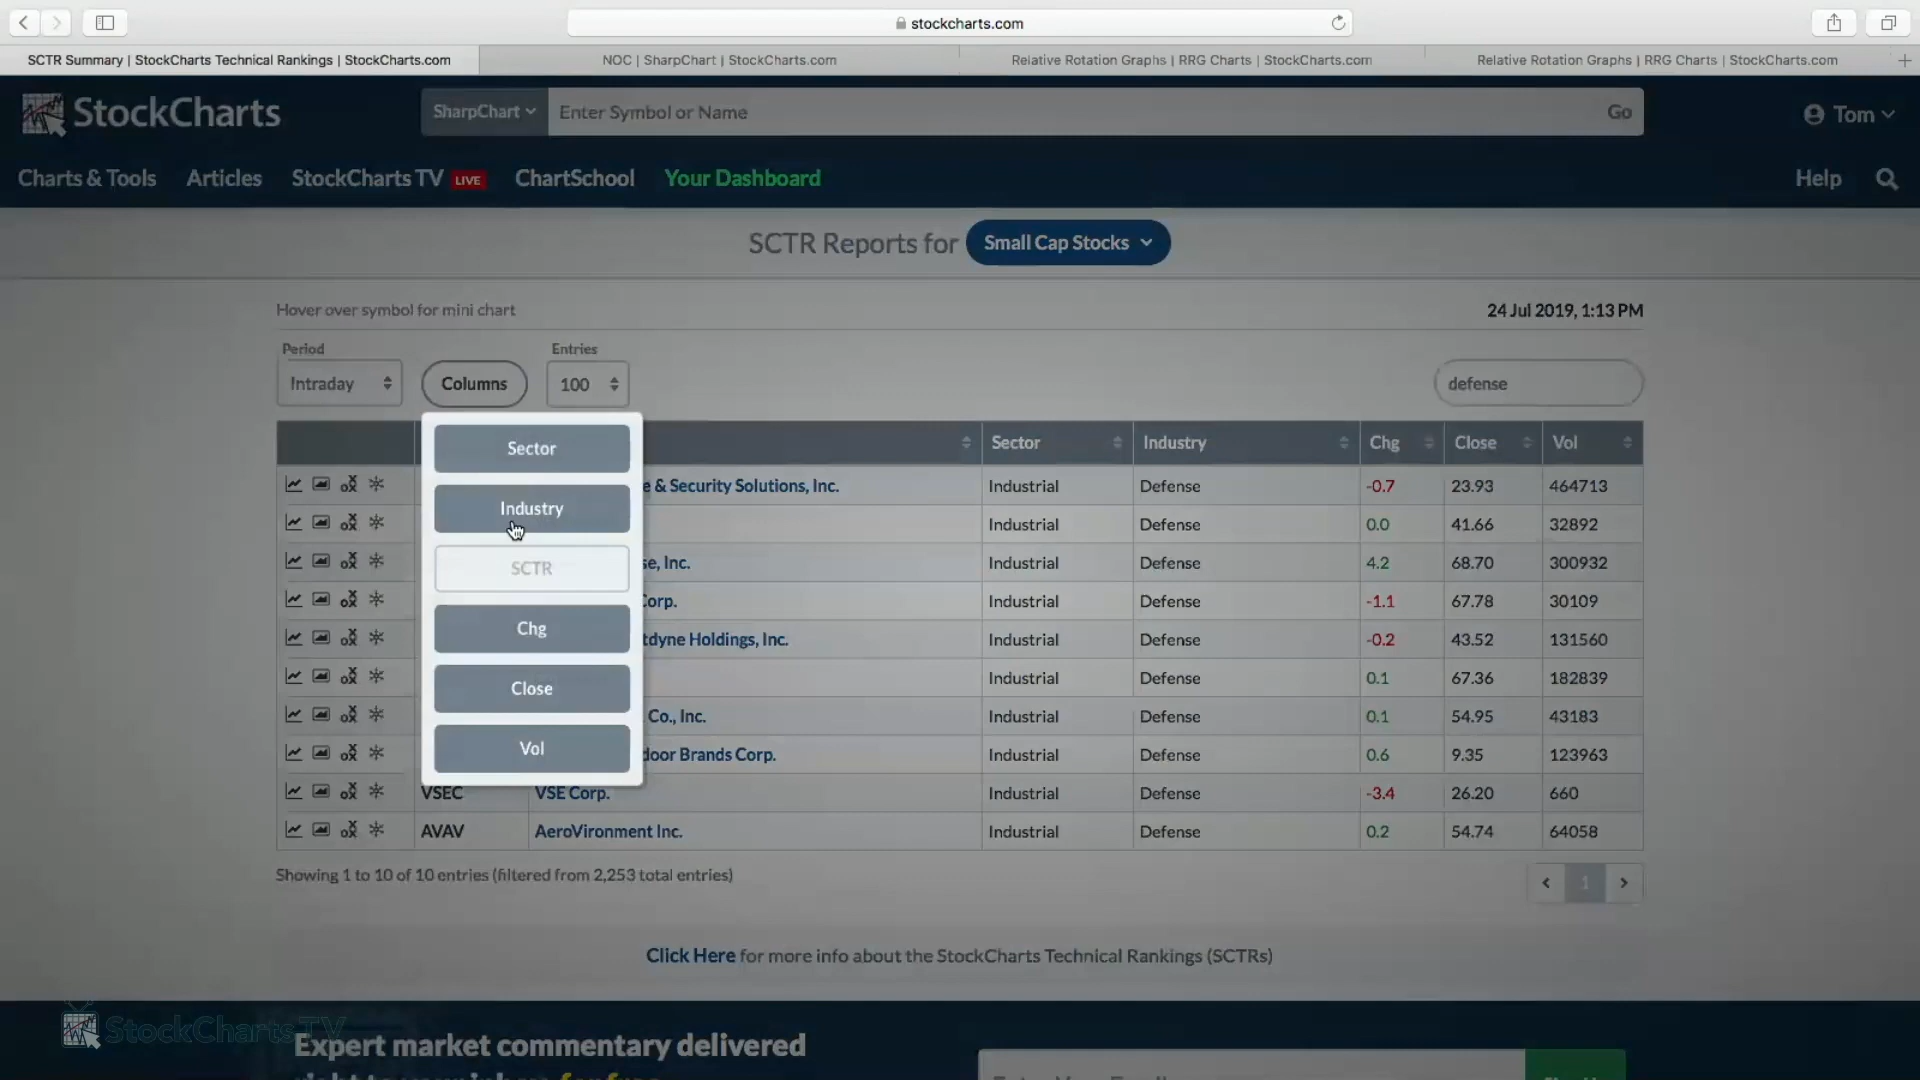 stockcharts.com
SCTR Summary | StockCharts Technical Rankings | StockCharts.com
NOC | SharpChart | StockCharts.com
Relative Rotation Graphs | RRG Charts | StockCharts.com
Relative Rotation Graphs | RRG Charts | StockCharts.com
StockCharts
SharpChart
Enter Symbol or Name
Go
Tom
Charts & Tools
Articles
StockCharts TV LIVE
ChartSchool
Your Dashboard
Help
SCTR Reports for Small Cap Stocks
Hover over symbol for mini chart
24 Jul 2019, 1:13 PM
Period
Entries
Intraday
Columns
100
defense
Sector
Industry
SCTR
Chg
Close
Vol
Sector Industry Chg Close Vol
e & Security Solutions, Inc. Industrial Defense -0.7 23.93 464713
Industrial Defense 0.0 41.66 32892
se, Inc. Industrial Defense 4.2 68.70 300932
Corp. Industrial Defense -1.1 67.78 30109
tdyne Holdings, Inc. Industrial Defense -0.2 43.52 131560
Industrial Defense 0.1 67.36 182839
Co., Inc. Industrial Defense 0.1 54.95 43183
door Brands Corp. Industrial Defense 0.6 9.35 123963
VSEC VSE Corp. Industrial Defense -3.4 26.20 660
AVAV AeroVironment Inc. Industrial Defense 0.2 54.74 64058
Showing 1 to 10 of 10 entries (filtered from 2,253 total entries)
1
Click Here for more info about the StockCharts Technical Rankings (SCTRs)
StockChartsTV
Expert market commentary delivered